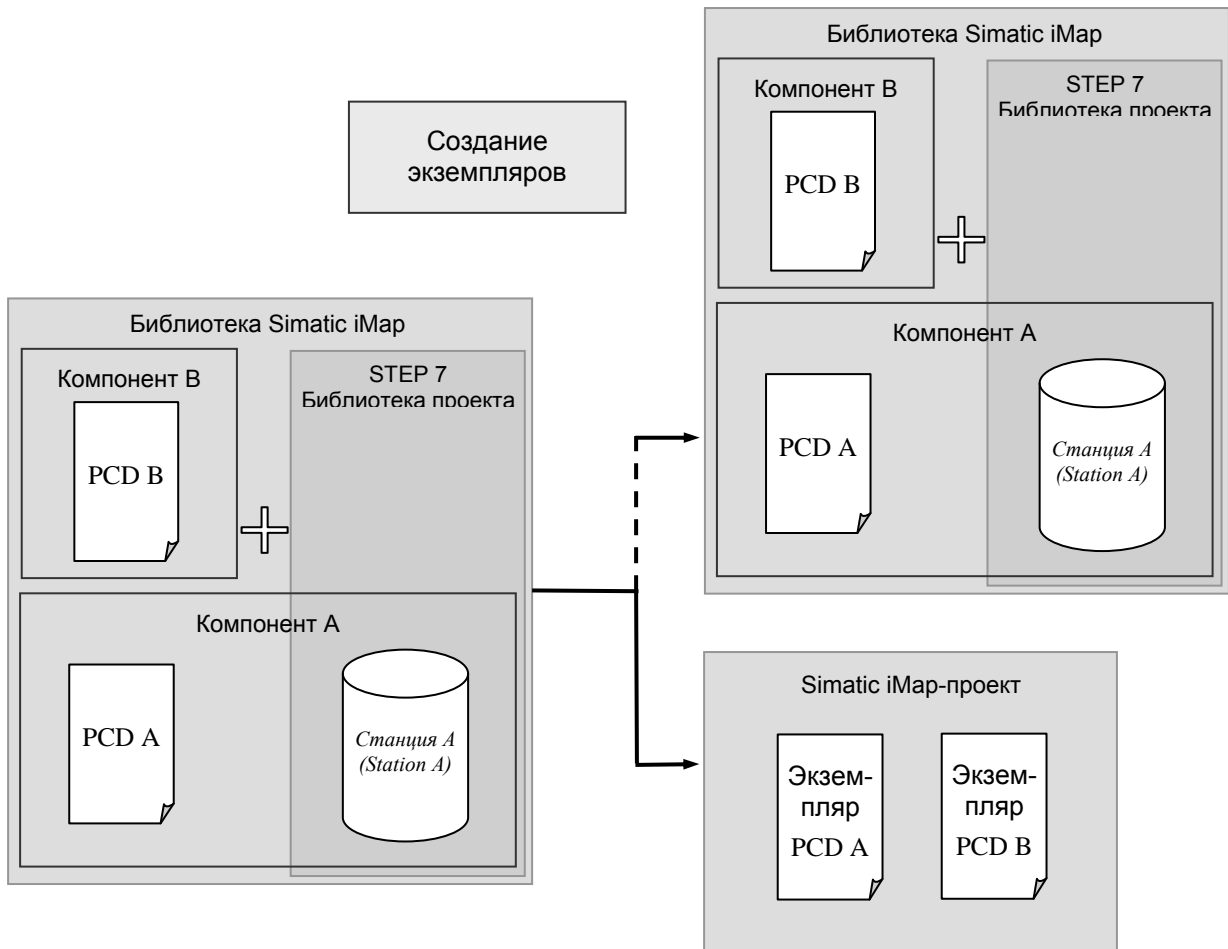 Создание
экземпляров
Библиотека Simatic iMap
Компонент B
PCD B
STEP 7
Библиотека проекта
Компонент A
PCD A
Станция A
(Station A)
Библиотека Simatic iMap
Компонент B
PCD B
STEP 7
Библиотека проекта
Компонент A
PCD A
Станция A
(Station A)
Simatic iMap-проект
Экзем-
пляр
PCD A
Экзем-
пляр
PCD B